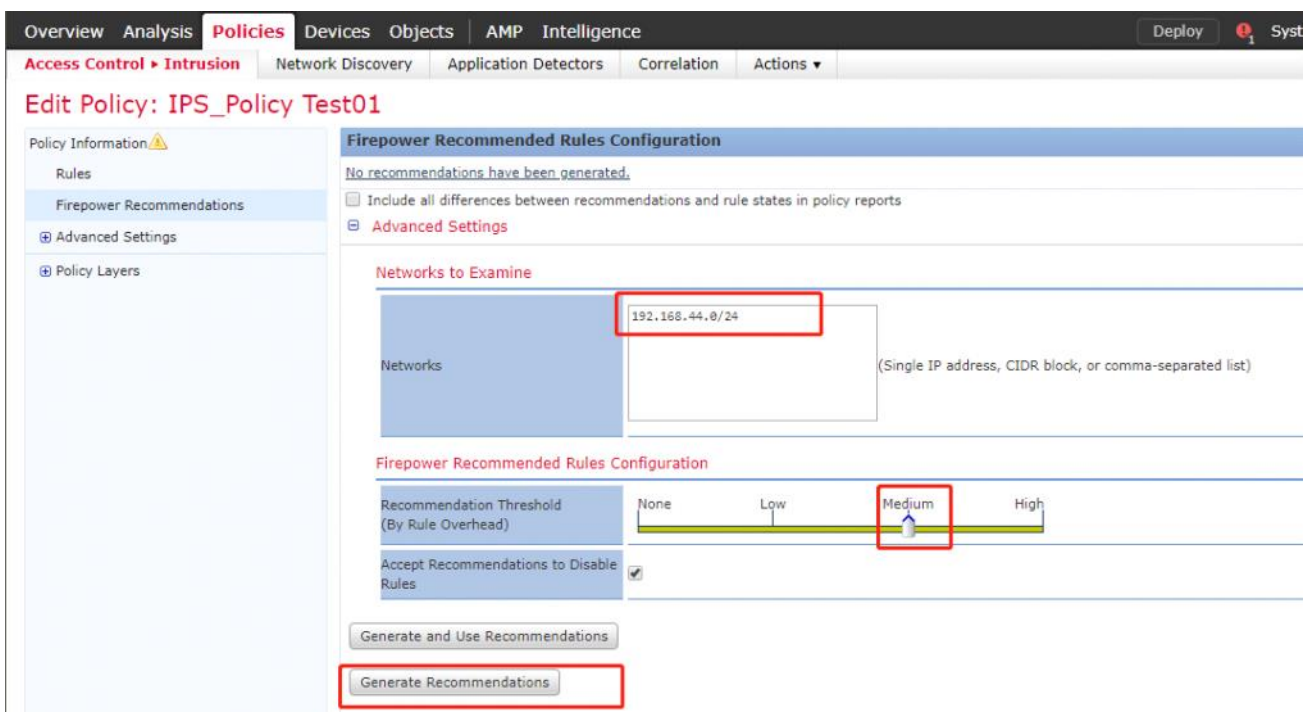 Overview Analysis Policies Devices Objects AMP Intelligence Deploy 1 Syst
Access Control ▸ Intrusion Network Discovery Application Detectors Correlation Actions ▾
Edit Policy: IPS_Policy Test01
Policy Information
Rules
Firepower Recommendations
Advanced Settings
Policy Layers
Firepower Recommended Rules Configuration
No recommendations have been generated.
Include all differences between recommendations and rule states in policy reports
Advanced Settings
Networks to Examine
Networks
192.168.44.0/24
(Single IP address, CIDR block, or comma-separated list)
Firepower Recommended Rules Configuration
Recommendation Threshold
(By Rule Overhead)
None Low Medium High
Accept Recommendations to Disable
Rules
Generate and Use Recommendations
Generate Recommendations